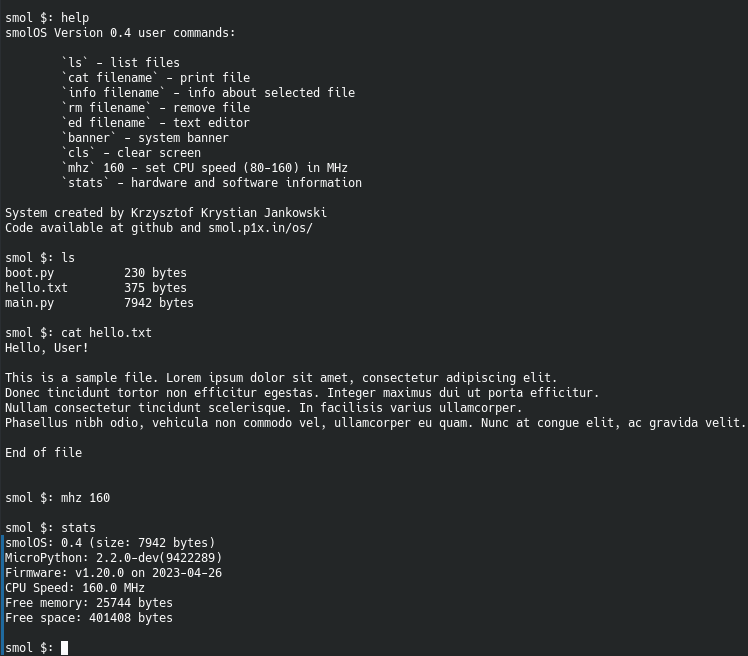 smol $: help
smolOS Version 0.4 user commands:
`ls` – list files
`cat filename` – print file
`info filename` – info about selected file
`rm filename` – remove file
`ed filename` – text editor
`banner` – system banner
`cls` – clear screen
`mhz` 160 – set CPU speed (80–160) in MHz
`stats` – hardware and software information
System created by Krzysztof Krystian Jankowski
Code available at github and smol.p1x.in/os/
smol $: ls
boot.py 230 bytes
hello.txt 375 bytes
main.py 7942 bytes
smol $: cat hello.txt
Hello, User!
This is a sample file. Lorem ipsum dolor sit amet, consectetur adipiscing elit.
Donec tincidunt tortor non efficitur egestas. Integer maximus dui ut porta efficitur.
Nullam consectetur tincidunt scelerisque. In facilisis varius ullamcorper.
Phasellus nibh odio, vehicula non commodo vel, ullamcorper eu quam. Nunc at congue elit, ac gravida velit.
End of file
smol $: mhz 160
smol $: stats
smolOS: 0.4 (size: 7942 bytes)
MicroPython: 2.2.0-dev(9422289)
Firmware: v1.20.0 on 2023-04-26
CPU Speed: 160.0 MHz
Free memory: 25744 bytes
Free space: 401408 bytes
smol $: